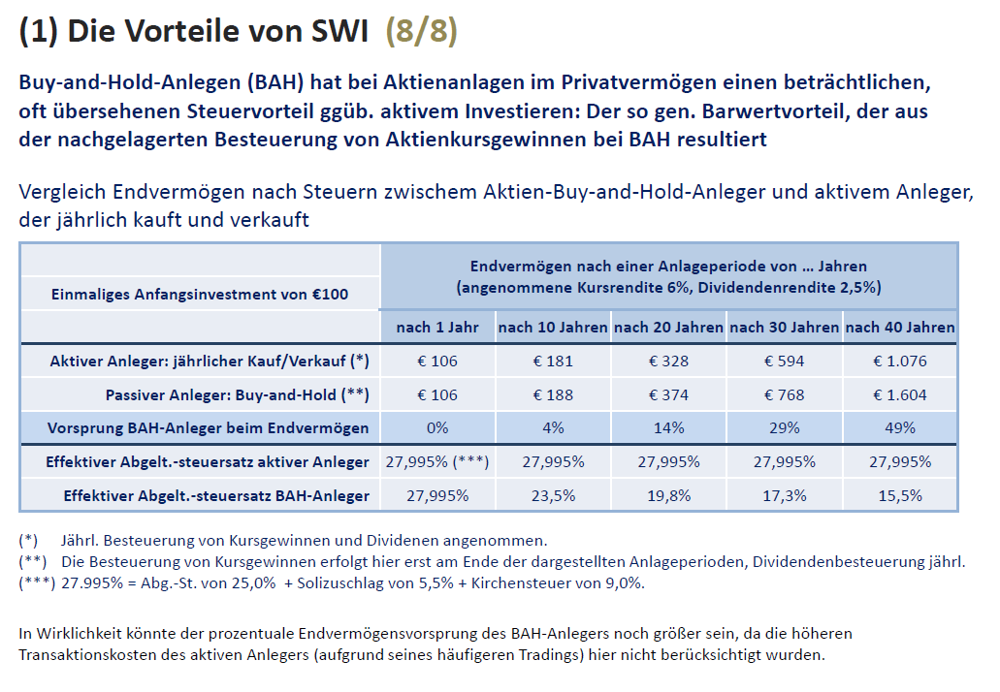 (1) Die Vorteile von SWI (8/8)
Buy-and-Hold-Anlegen (BAH) hat bei Aktienanlagen im Privatvermögen einen beträchtlichen,
oft übersehenen Steuervorteil ggüb. aktivem Investieren: Der so gen. Barwertvorteil, der aus
der nachgelagerten Besteuerung von Aktienkursgewinnen bei BAH resultiert
Vergleich Endvermögen nach Steuern zwischen Aktien-Buy-and-Hold-Anleger und aktivem Anleger,
der jährlich kauft und verkauft
Endvermögen nach einer Anlageperiode von … Jahren
(angenommene Kursrendite 6%, Dividendenrendite 2,5%)
Einmaliges Anfangsinvestment von €100
nach 1 Jahr nach 10 Jahren nach 20 Jahren nach 30 Jahren nach 40 Jahren
Aktiver Anleger: jährlicher Kauf/Verkauf (*) € 106 € 181 € 328 € 594 € 1.076
Passiver Anleger: Buy-and-Hold (**) € 106 € 188 € 374 € 768 € 1.604
Vorsprung BAH-Anleger beim Endvermögen 0% 4% 14% 29% 49%
Effektiver Abgelt.-steuersatz aktiver Anleger 27,995% (***) 27,995% 27,995% 27,995% 27,995%
Effektiver Abgelt.-steuersatz BAH-Anleger 27,995% 23,5% 19,8% 17,3% 15,5%
(*) Jährl. Besteuerung von Kursgewinnen und Dividenen angenommen.
(**) Die Besteuerung von Kursgewinnen erfolgt hier erst am Ende der dargestellten Anlageperioden, Dividendenbesteuerung jährl.
(***) 27.995% = Abg.-St. von 25,0% + Solizuschlag von 5,5% + Kirchensteuer von 9,0%.
In Wirklichkeit könnte der prozentuale Endvermögensvorsprung des BAH-Anlegers noch größer sein, da die höheren
Transaktionskosten des aktiven Anlegers (aufgrund seines häufigeren Tradings) hier nicht berücksichtigt wurden.